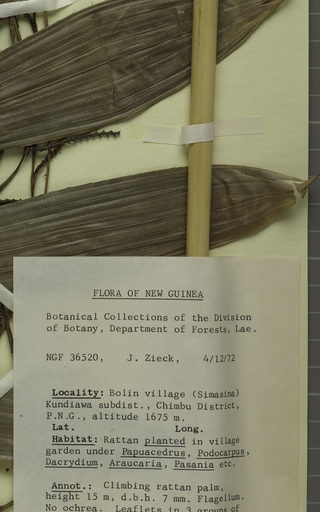 FLORA OF NEW GUINEA
Botanical Collections of the Division
of Botany, Department of Forests, Lae.
NGF 36520, J. Zieck, 4/12/72
Locality: Bolin village (Simasina)
Kundiawa subdist., Chimbu District,
P.N.G., altitude 1675 m.
Lat. Long.
Habitat: Rattan planted in village
garden under Papuacedrus, Podocarpus,
Dacrydium, Araucaria, Pasania etc.
Annot.: Climbing rattan palm,
height 15 m, d.b.h. 7 mm. Flagellum.
No ochrea. Leaflets in 3 groups of